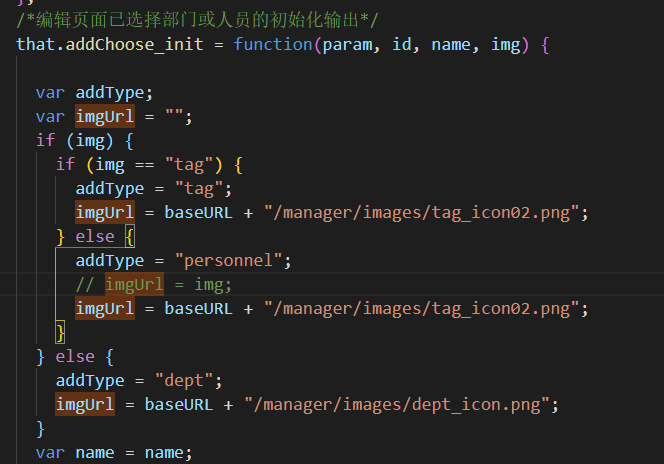 };
/*编辑页面已选择部门或人员的初始化输出*/
that.addChoose_init = function(param, id, name, img) {
var addType;
var imgUrl = "";
if (img) {
if (img == "tag") {
addType = "tag";
imgUrl = baseURL + "/manager/images/tag_icon02.png";
} else {
addType = "personnel";
// imgUrl = img;
imgUrl = baseURL + "/manager/images/tag_icon02.png";
}
} else {
addType = "dept";
imgUrl = baseURL + "/manager/images/dept_icon.png";
}
var name = name;